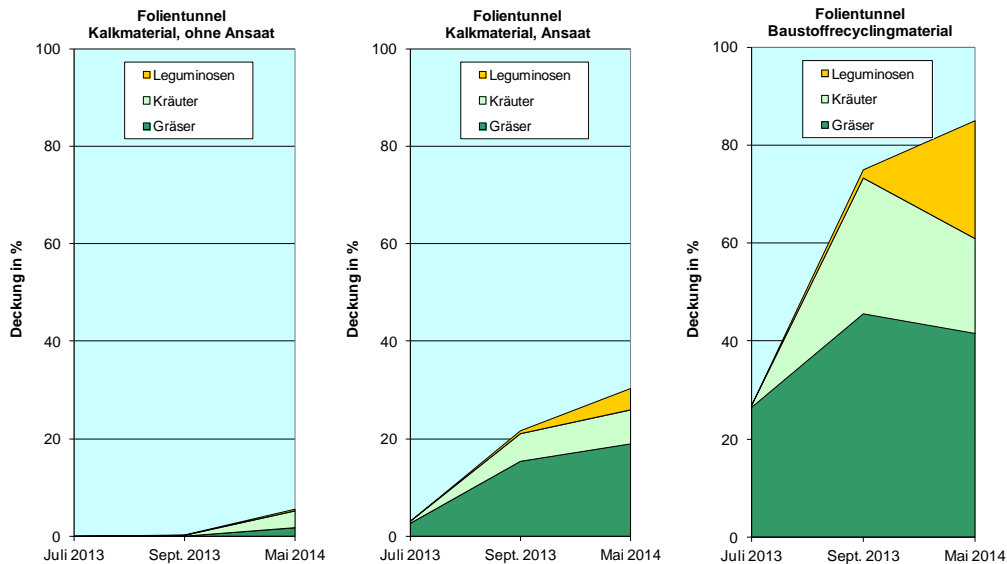 Folientunnel
Kalkmaterial, ohne Ansaat
100
80
60
40
20
0
Deckung in %
Leguminosen
Kräuter
Gräser
Juli 2013
Sept. 2013
Mai 2014
Folientunnel
Kalkmaterial, Ansaat
100
80
60
40
20
0
Deckung in %
Leguminosen
Kräuter
Gräser
Juli 2013
Sept. 2013
Mai 2014
Folientunnel
Baustoffrecyclingmaterial
100
80
60
40
20
0
Deckung in %
Leguminosen
Kräuter
Gräser
Juli 2013
Sept. 2013
Mai 2014